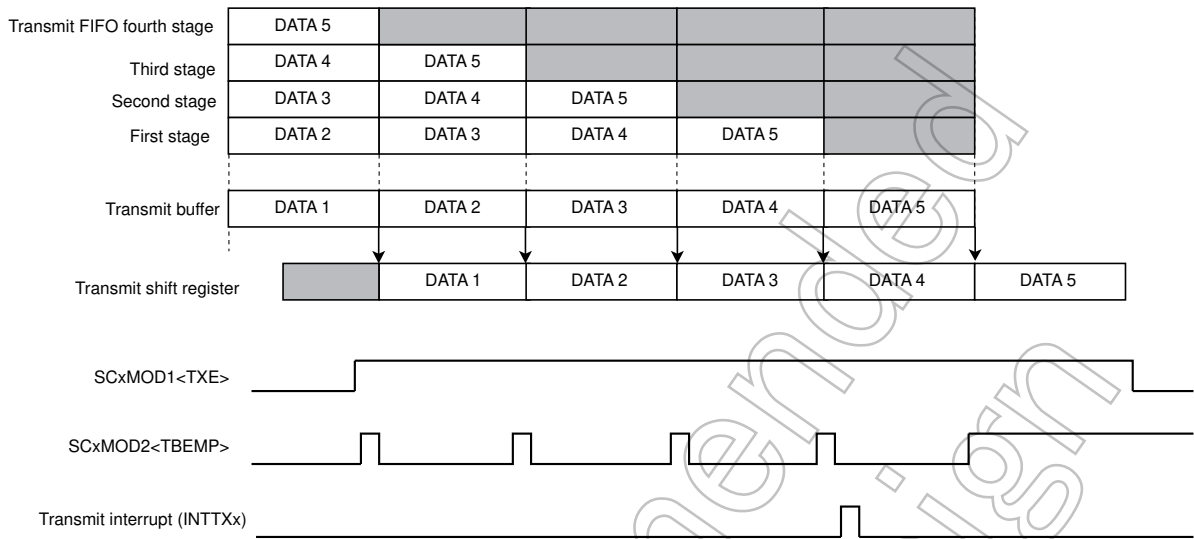 Transmit FIFO fourth stage DATA 5
Third stage DATA 4 DATA 5
Second stage DATA 3 DATA 4 DATA 5
First stage DATA 2 DATA 3 DATA 4 DATA 5
Transmit buffer DATA 1 DATA 2 DATA 3 DATA 4 DATA 5
Transmit shift register DATA 1 DATA 2 DATA 3 DATA 4 DATA 5
SCxMOD1<TXE>
SCxMOD2<TBEMP>
Transmit interrupt (INTTXx)
mended
ign